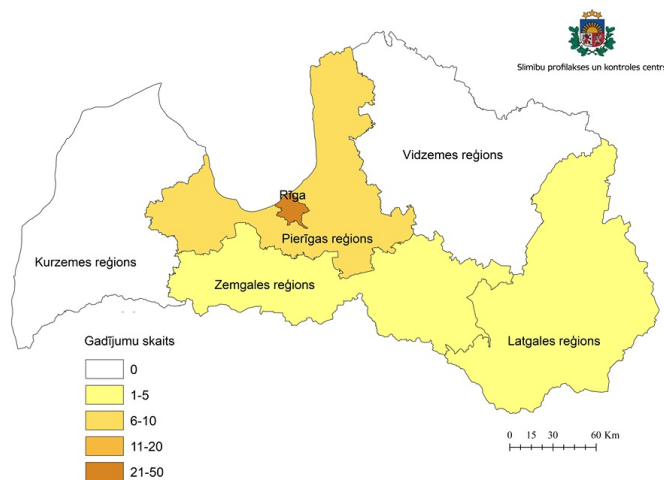 Slimību profilakses un kontroles centrs
Vidzemes reģions
Rīga
Pierīgas reģions
Kurzemes reģions
Zemgales reģions
Latgales reģions
Gadījumu skaits
0
1-5
6-10
11-20
21-50
0 15 30 60 Km